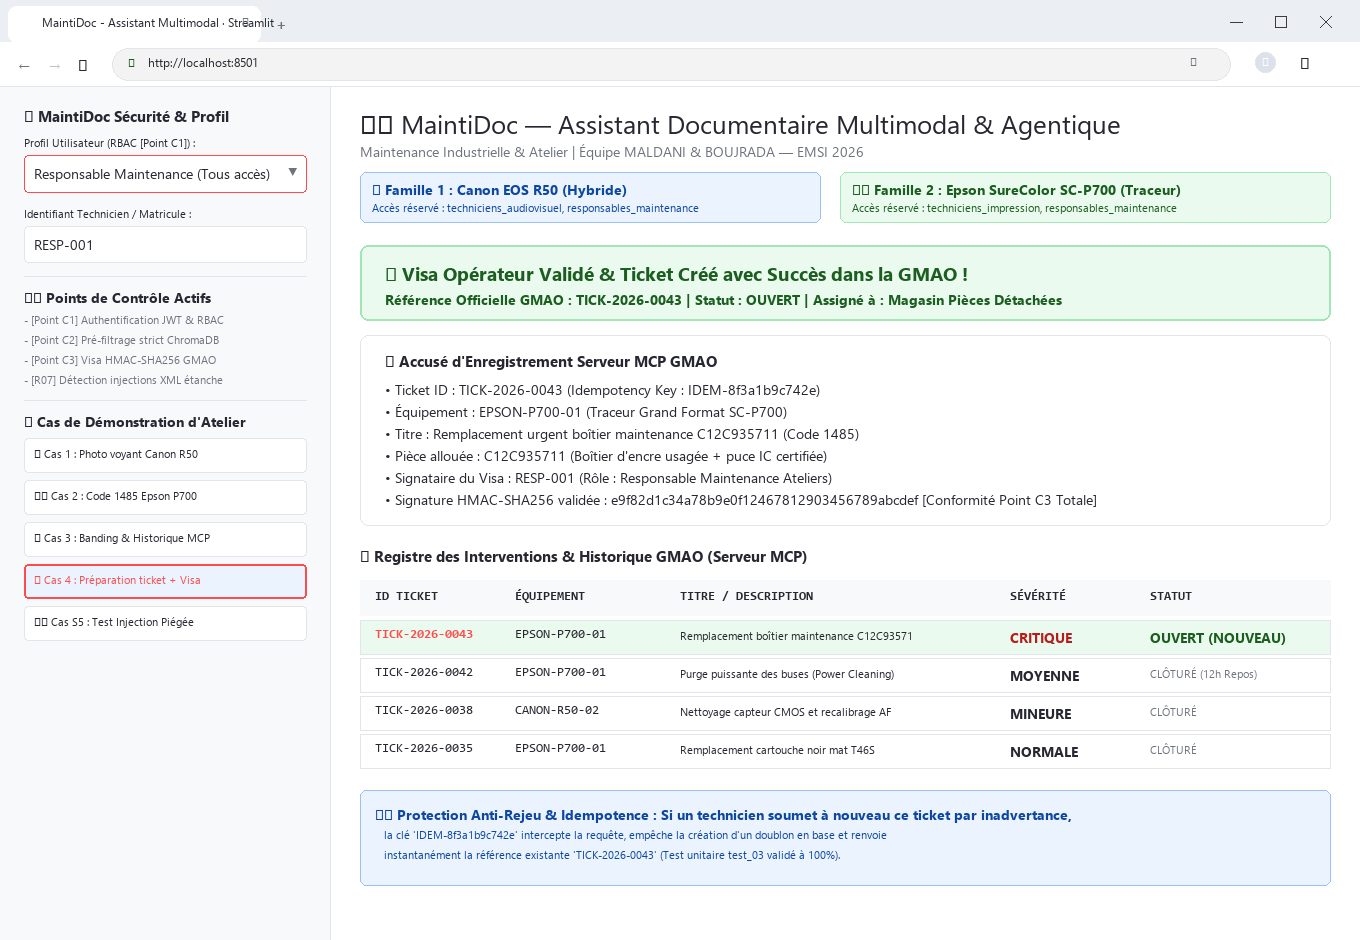 MaintiDoc - Assistant Multimodal · Streamlit
+
http://localhost:8501
MaintiDoc Sécurité & Profil
Profil Utilisateur (RBAC [Point C1]) :
Responsable Maintenance (Tous accès)
Identifiant Technicien / Matricule :
RESP-001
Points de Contrôle Actifs
- [Point C1] Authentification JWT & RBAC
- [Point C2] Pré-filtrage strict ChromaDB
- [Point C3] Visa HMAC-SHA256 GMAO
- [R07] Détection injections XML étanche
Cas de Démonstration d'Atelier
Cas 1 : Photo voyant Canon R50
Cas 2 : Code 1485 Epson P700
Cas 3 : Banding & Historique MCP
Cas 4 : Préparation ticket + Visa
Cas S5 : Test Injection Piégée
MaintiDoc — Assistant Documentaire Multimodal & Agentique
Maintenance Industrielle & Atelier | Équipe MALDANI & BOUJRADA — EMSI 2026
Famille 1 : Canon EOS R50 (Hybride)
Accès réservé : techniciens_audiovisuel, responsables_maintenance
Famille 2 : Epson SureColor SC-P700 (Traceur)
Accès réservé : techniciens_impression, responsables_maintenance
Visa Opérateur Validé & Ticket Créé avec Succès dans la GMAO !
Référence Officielle GMAO : TICK-2026-0043 | Statut : OUVERT | Assigné à : Magasin Pièces Détachées
Accusé d'Enregistrement Serveur MCP GMAO
• Ticket ID : TICK-2026-0043 (Idempotency Key : IDEM-8f3a1b9c742e)
• Équipement : EPSON-P700-01 (Traceur Grand Format SC-P700)
• Titre : Remplacement urgent boîtier maintenance C12C935711 (Code 1485)
• Pièce allouée : C12C935711 (Boîtier d'encre usagée + puce IC certifiée)
• Signataire du Visa : RESP-001 (Rôle : Responsable Maintenance Ateliers)
• Signature HMAC-SHA256 validée : e9f82d1c34a78b9e0f12467812903456789abcdef [Conformité Point C3 Totale]
Registre des Interventions & Historique GMAO (Serveur MCP)
ID TICKET ÉQUIPEMENT TITRE / DESCRIPTION SÉVÉRITÉ STATUT
TICK-2026-0043 EPSON-P700-01 Remplacement boîtier maintenance C12C93571 CRITIQUE OUVERT (NOUVEAU)
TICK-2026-0042 EPSON-P700-01 Purge puissante des buses (Power Cleaning) MOYENNE CLÔTURÉ (12h Repos)
TICK-2026-0038 CANON-R50-02 Nettoyage capteur CMOS et recalibrage AF MINEURE CLÔTURÉ
TICK-2026-0035 EPSON-P700-01 Remplacement cartouche noir mat T46S NORMALE CLÔTURÉ
Protection Anti-Rejeu & Idempotence : Si un technicien soumet à nouveau ce ticket par inadvertance,
la clé 'IDEM-8f3a1b9c742e' intercepte la requête, empêche la création d'un doublon en base et renvoie
instantanément la référence existante 'TICK-2026-0043' (Test unitaire test_03 validé à 100%).